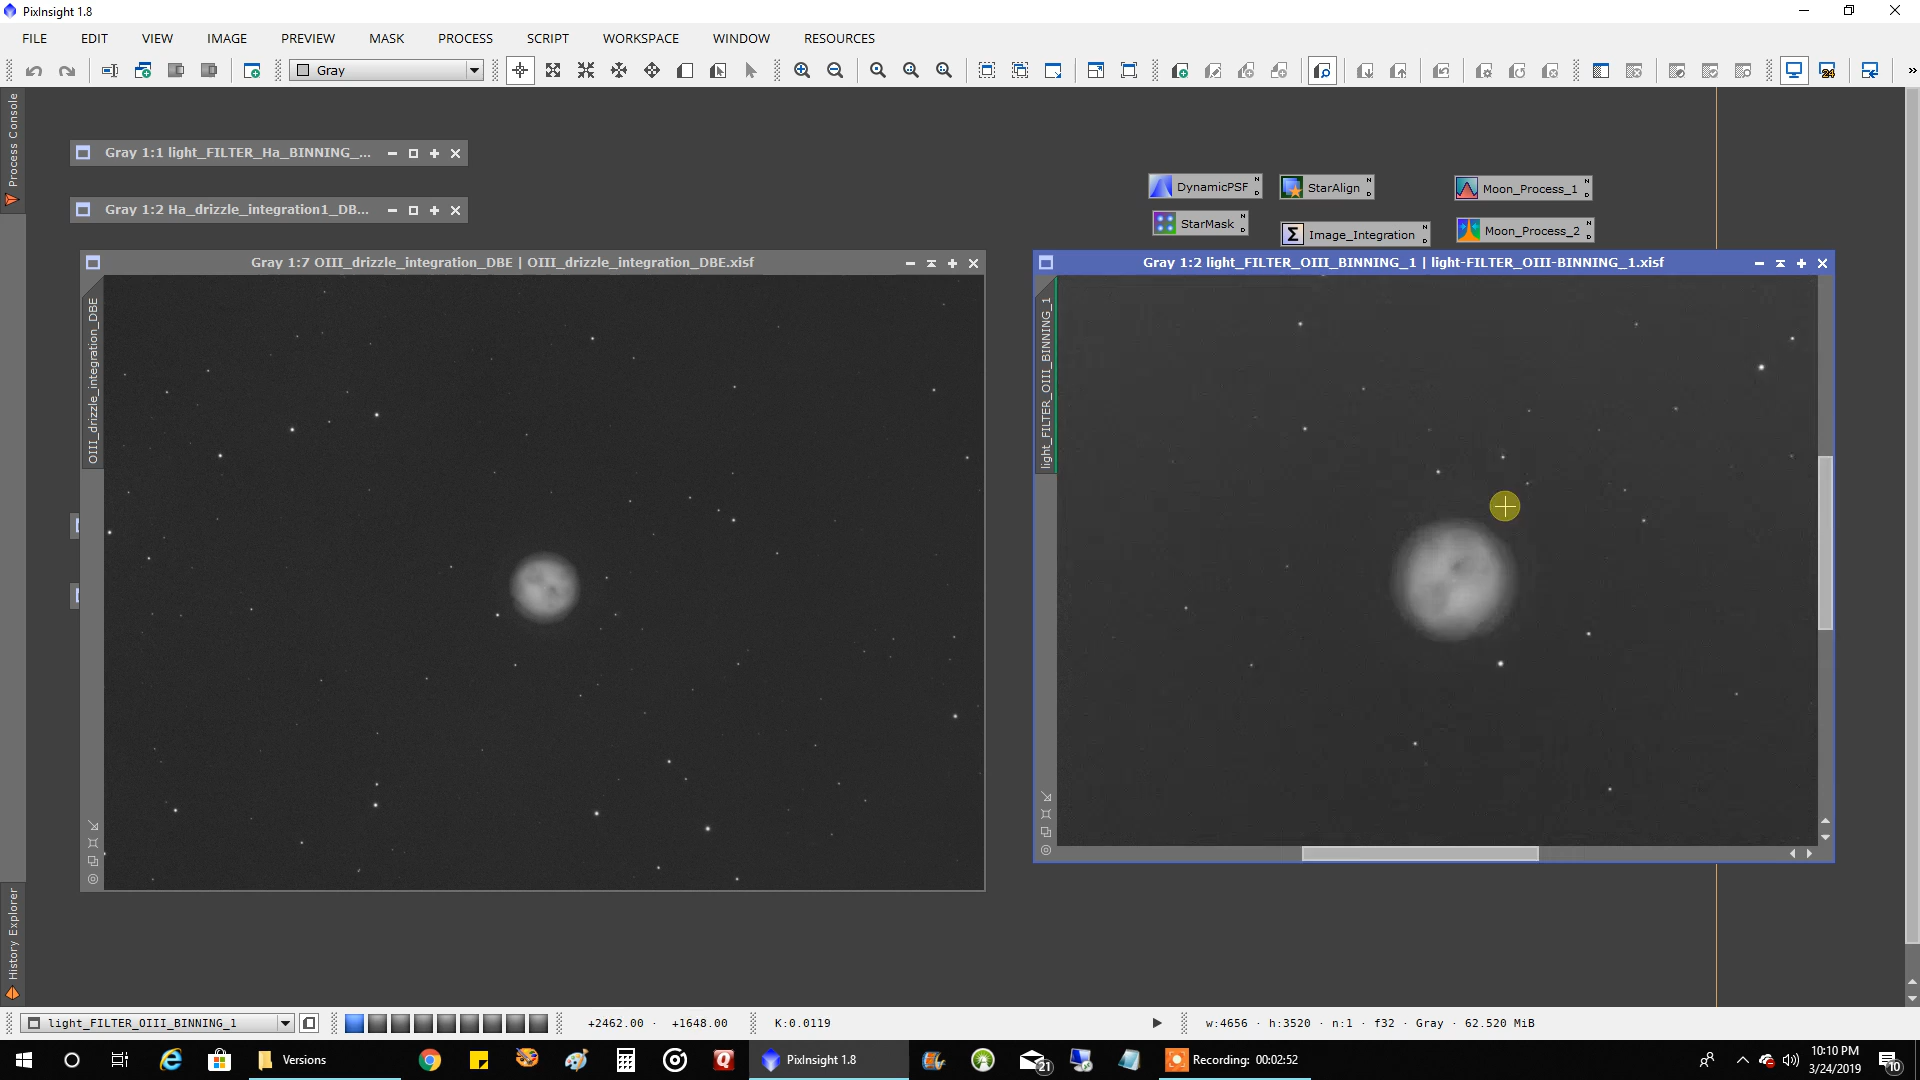 PixInsight 1.8
FILE EDIT VIEW IMAGE PREVIEW MASK PROCESS SCRIPT WORKSPACE WINDOW RESOURCES
Gray
24
Process Console
Gray 1:1 light_FILTER_Ha_BINNING_...
Gray 1:2 Ha_drizzle_integration1_DB...
DynamicPSF N D
StarAlign N D
Moon_Process_1 N D
StarMask N D
Image_Integration N D
Moon_Process_2 N D
Gray 1:7 OIII_drizzle_integration_DBE | OIII_drizzle_integration_DBE.xisf
OIII_drizzle_integration_DBE
Gray 1:2 light_FILTER_OIII_BINNING_1 | light-FILTER_OIII-BINNING_1.xisf
light_FILTER_OIII_BINNING_1
History Explorer
light_FILTER_OIII_BINNING_1
+2462.00 · +1648.00
K:0.0119
w:4656 · h:3520 · n:1 · f32 · Gray · 62.520 MiB
Versions
PixInsight 1.8
21
Recording: 00:02:52
10:10 PM
3/24/2019
10